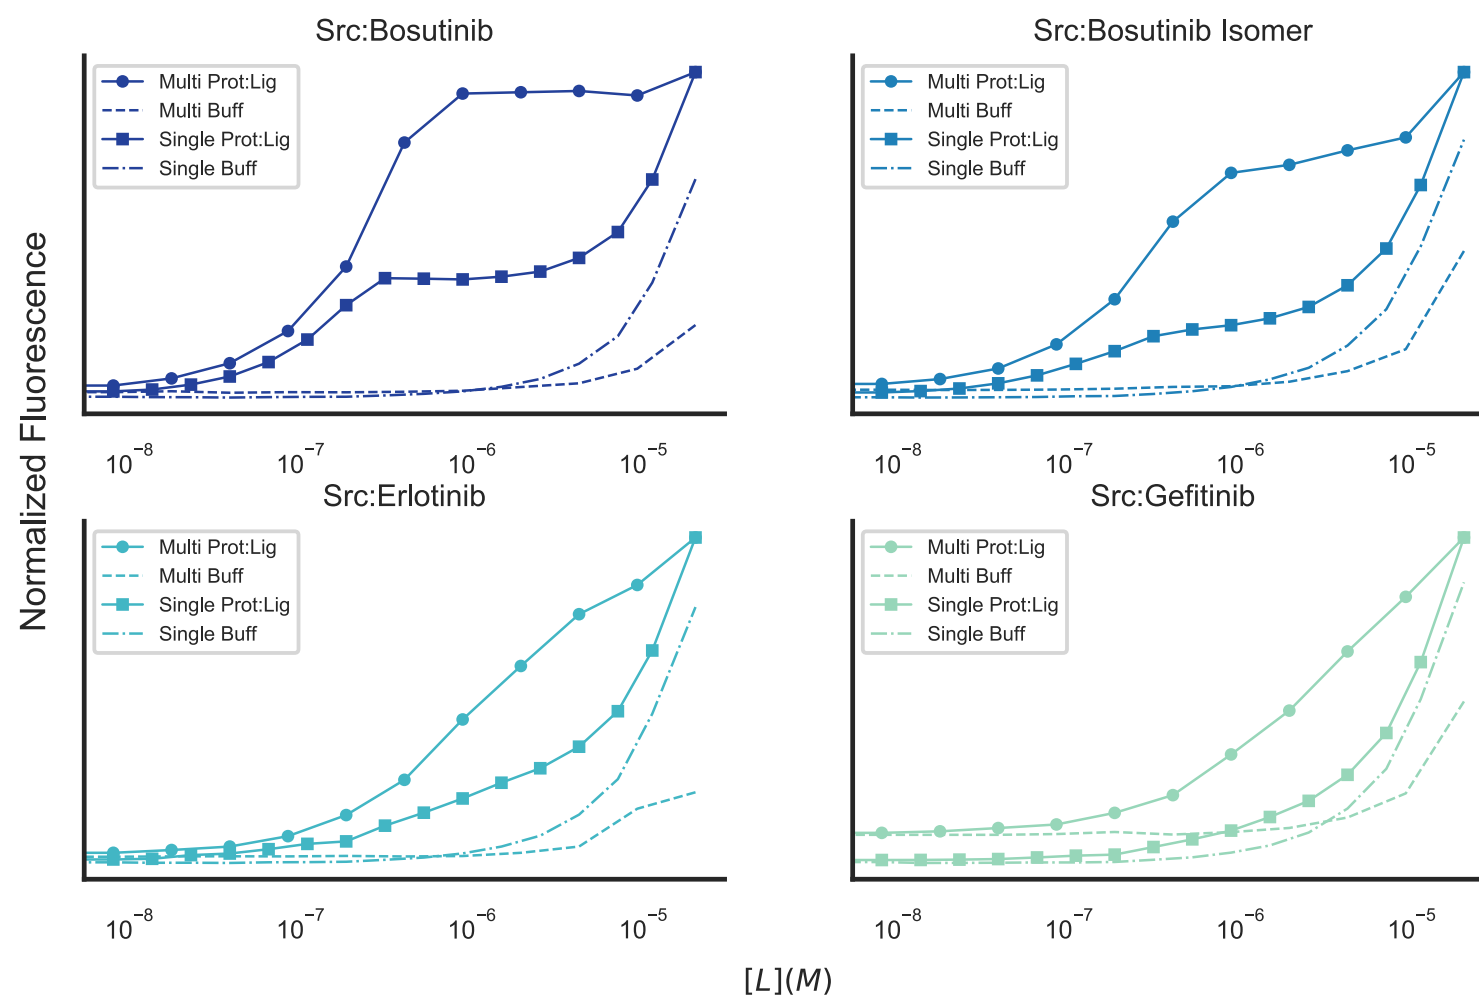 Src:Bosutinib
Multi Prot:Lig
Multi Buff
Single Prot:Lig
Single Buff
10⁻⁸ 10⁻⁷ 10⁻⁶ 10⁻⁵
Src:Bosutinib Isomer
Multi Prot:Lig
Multi Buff
Single Prot:Lig
Single Buff
10⁻⁸ 10⁻⁷ 10⁻⁶ 10⁻⁵
Normalized Fluorescence
Src:Erlotinib
Multi Prot:Lig
Multi Buff
Single Prot:Lig
Single Buff
10⁻⁸ 10⁻⁷ 10⁻⁶ 10⁻⁵
Src:Gefitinib
Multi Prot:Lig
Multi Buff
Single Prot:Lig
Single Buff
10⁻⁸ 10⁻⁷ 10⁻⁶ 10⁻⁵
[L](M)